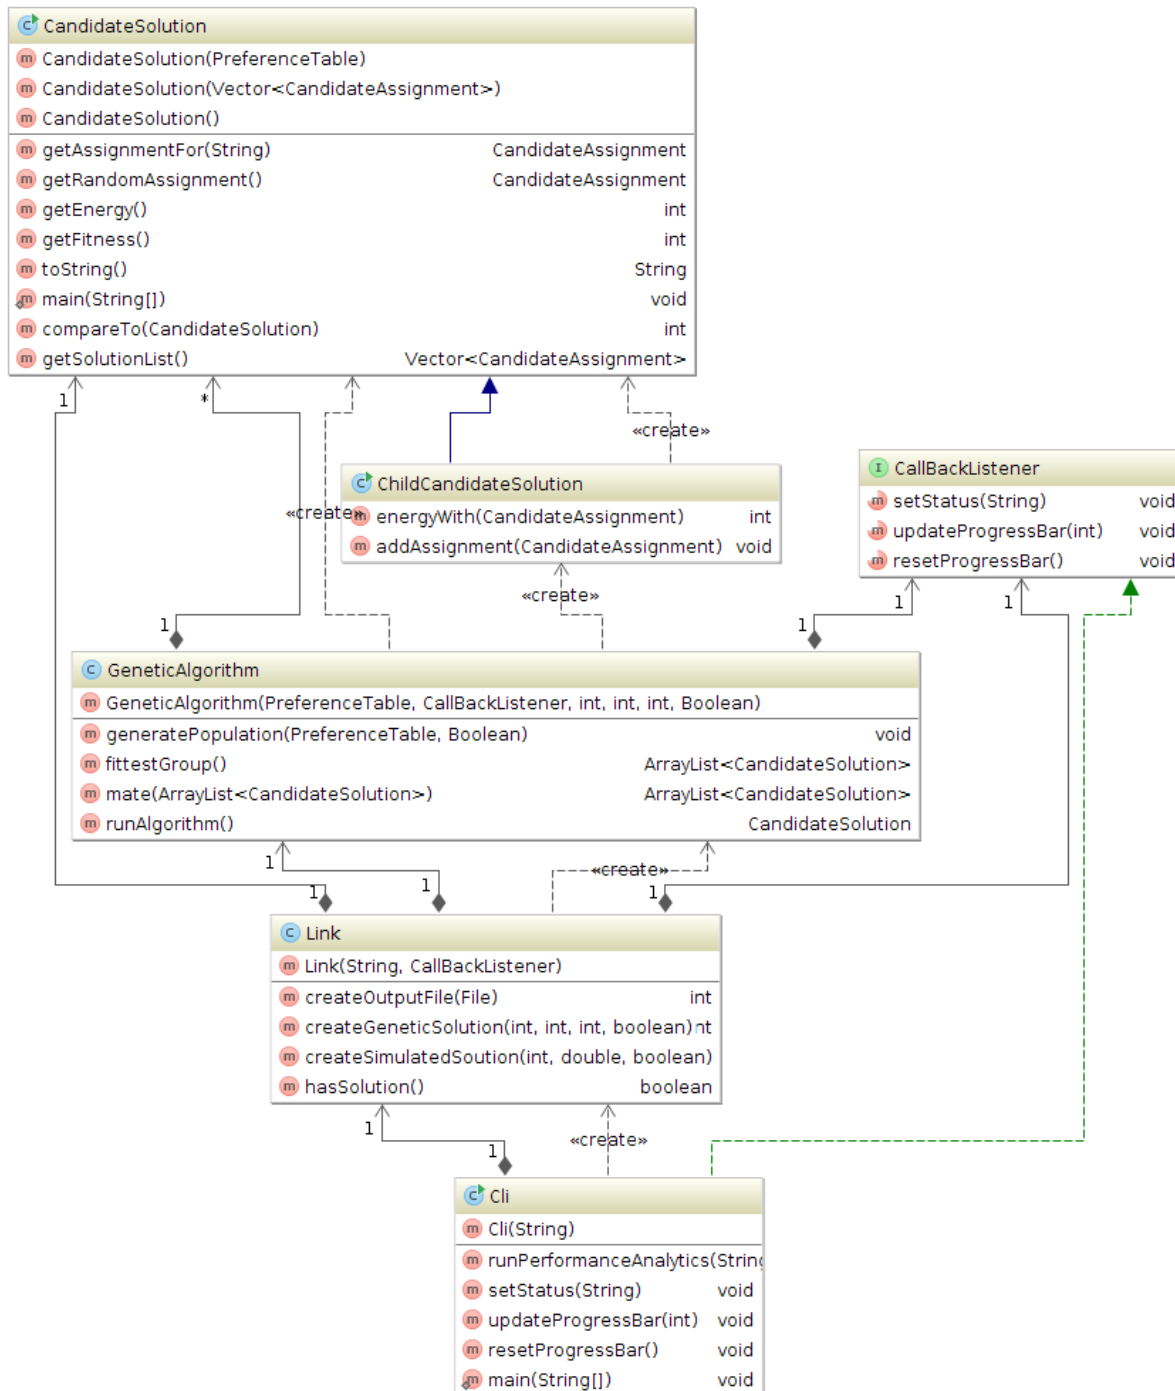 CandidateSolution
CandidateSolution(PreferenceTable)
CandidateSolution(Vector<CandidateAssignment>)
CandidateSolution()
getAssignmentFor(String) CandidateAssignment
getRandomAssignment() CandidateAssignment
getEnergy() int
getFitness() int
toString() String
main(String[]) void
compareTo(CandidateSolution) int
getSolutionList() Vector<CandidateAssignment>
1
*
«create»
ChildCandidateSolution
energyWith(CandidateAssignment) int
addAssignment(CandidateAssignment) void
«create»
CallBackListener
setStatus(String) void
updateProgressBar(int) void
resetProgressBar() void
«create»
1
1
1
1
GeneticAlgorithm
GeneticAlgorithm(PreferenceTable, CallBackListener, int, int, int, Boolean)
generatePopulation(PreferenceTable, Boolean) void
fittestGroup() ArrayList<CandidateSolution>
mate(ArrayList<CandidateSolution>) ArrayList<CandidateSolution>
runAlgorithm() CandidateSolution
1
«create»
1
1
1
Link
Link(String, CallBackListener)
createOutputFile(File) int
createGeneticSolution(int, int, int, boolean)nt
createSimulatedSoution(int, double, boolean)
hasSolution() boolean
1
«create»
1
Cli
Cli(String)
runPerformanceAnalytics(String
setStatus(String) void
updateProgressBar(int) void
resetProgressBar() void
main(String[]) void